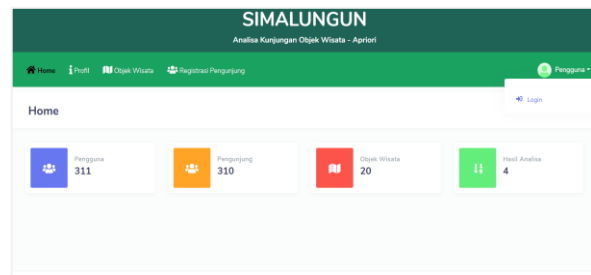 SIMALUNGUN
Analisa Kunjungan Objek Wisata - Apriori
Home Profil Objek Wisata Registrasi Pengunjung Pengguna
Login
Home
Pengguna
311
Pengunjung
310
Objek Wisata
20
Hasil Analisa
4